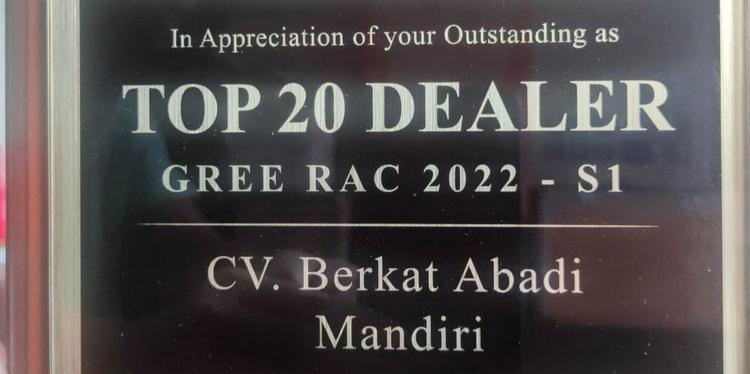 In Appreciation of your Outstanding as
TOP 20 DEALER
GREE RAC 2022 - S1
CV. Berkat Abadi
Mandiri